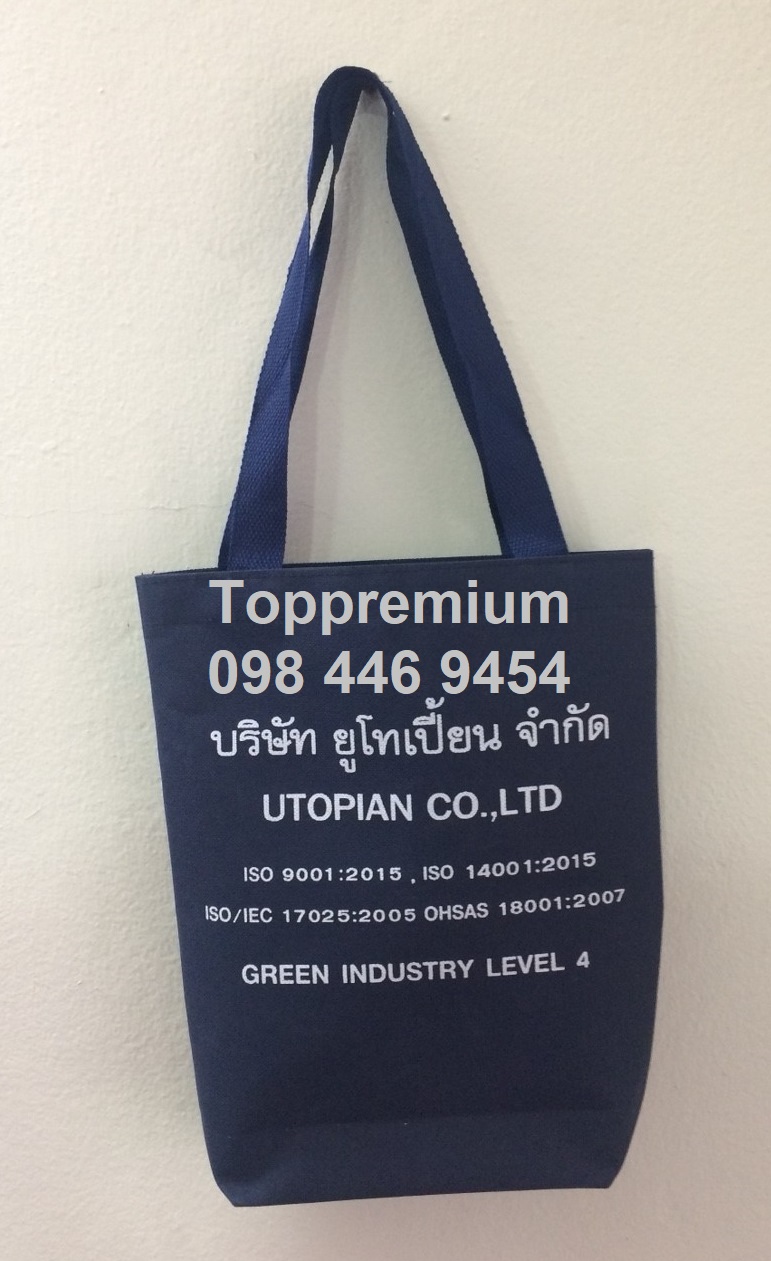 Toppremium
098 446 9454
บริษัท ยูโทเปี้ยน จำกัด
UTOPIAN CO.,LTD
ISO 9001:2015 , ISO 14001:2015
ISO/IEC 17025:2005 OHSAS 18001:2007
GREEN INDUSTRY LEVEL 4